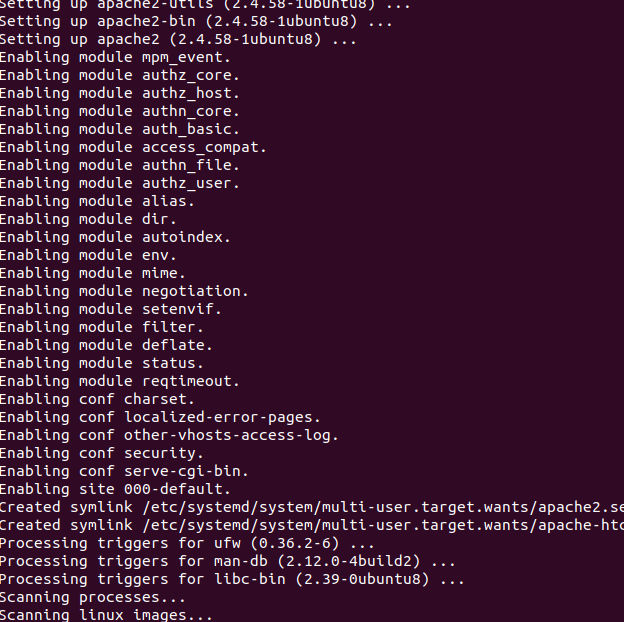 Setting up apache2-utils (2.4.58-1ubuntu8) ...
Setting up apache2-bin (2.4.58-1ubuntu8) ...
Setting up apache2 (2.4.58-1ubuntu8) ...
Enabling module mpm_event.
Enabling module authz_core.
Enabling module authz_host.
Enabling module authn_core.
Enabling module auth_basic.
Enabling module access_compat.
Enabling module authn_file.
Enabling module authz_user.
Enabling module alias.
Enabling module dir.
Enabling module autoindex.
Enabling module env.
Enabling module mime.
Enabling module negotiation.
Enabling module setenvif.
Enabling module filter.
Enabling module deflate.
Enabling module status.
Enabling module reqtimeout.
Enabling conf charset.
Enabling conf localized-error-pages.
Enabling conf other-vhosts-access-log.
Enabling conf security.
Enabling conf serve-cgi-bin.
Enabling site 000-default.
Created symlink /etc/systemd/system/multi-user.target.wants/apache2.se
Created symlink /etc/systemd/system/multi-user.target.wants/apache-htc
Processing triggers for ufw (0.36.2-6) ...
Processing triggers for man-db (2.12.0-4build2) ...
Processing triggers for libc-bin (2.39-0ubuntu8) ...
Scanning processes...
Scanning linux images...